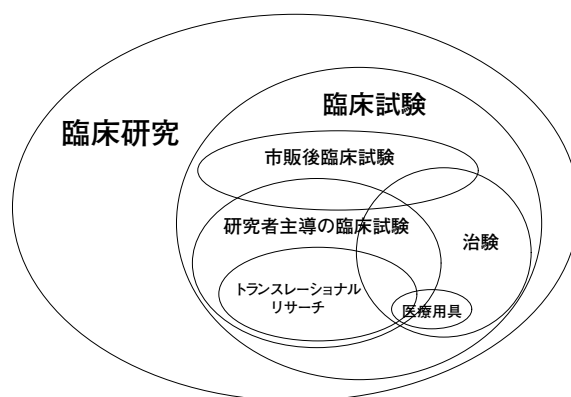 臨床試験
臨床研究
市販後臨床試験
研究者主導の臨床試験
治験
トランスレーショナル
リサーチ
医療用具